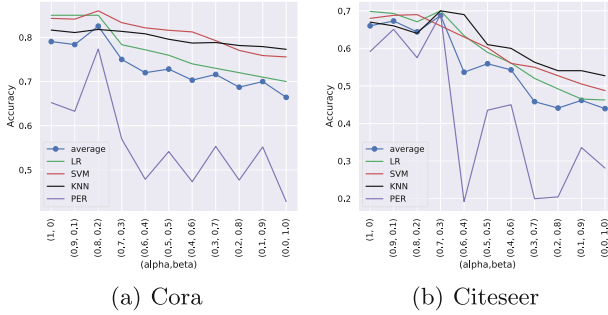 0.8
0.7
0.6
0.5
Accuracy
average
LR
SVM
KNN
PER
(1, 0)
(0.9, 0.1)
(0.8, 0.2)
(0.7, 0.3)
(0.6, 0.4)
(0.5, 0.5)
(0.4, 0.6)
(0.3, 0.7)
(0.2, 0.8)
(0.1, 0.9)
(0.0, 1.0)
(alpha,beta)
(a) Cora
0.7
0.6
0.5
0.4
0.3
0.2
Accuracy
average
LR
SVM
KNN
PER
(1, 0)
(0.9, 0.1)
(0.8, 0.2)
(0.7, 0.3)
(0.6, 0.4)
(0.5, 0.5)
(0.4, 0.6)
(0.3, 0.7)
(0.2, 0.8)
(0.1, 0.9)
(0.0, 1.0)
(alpha,beta)
(b) Citeseer